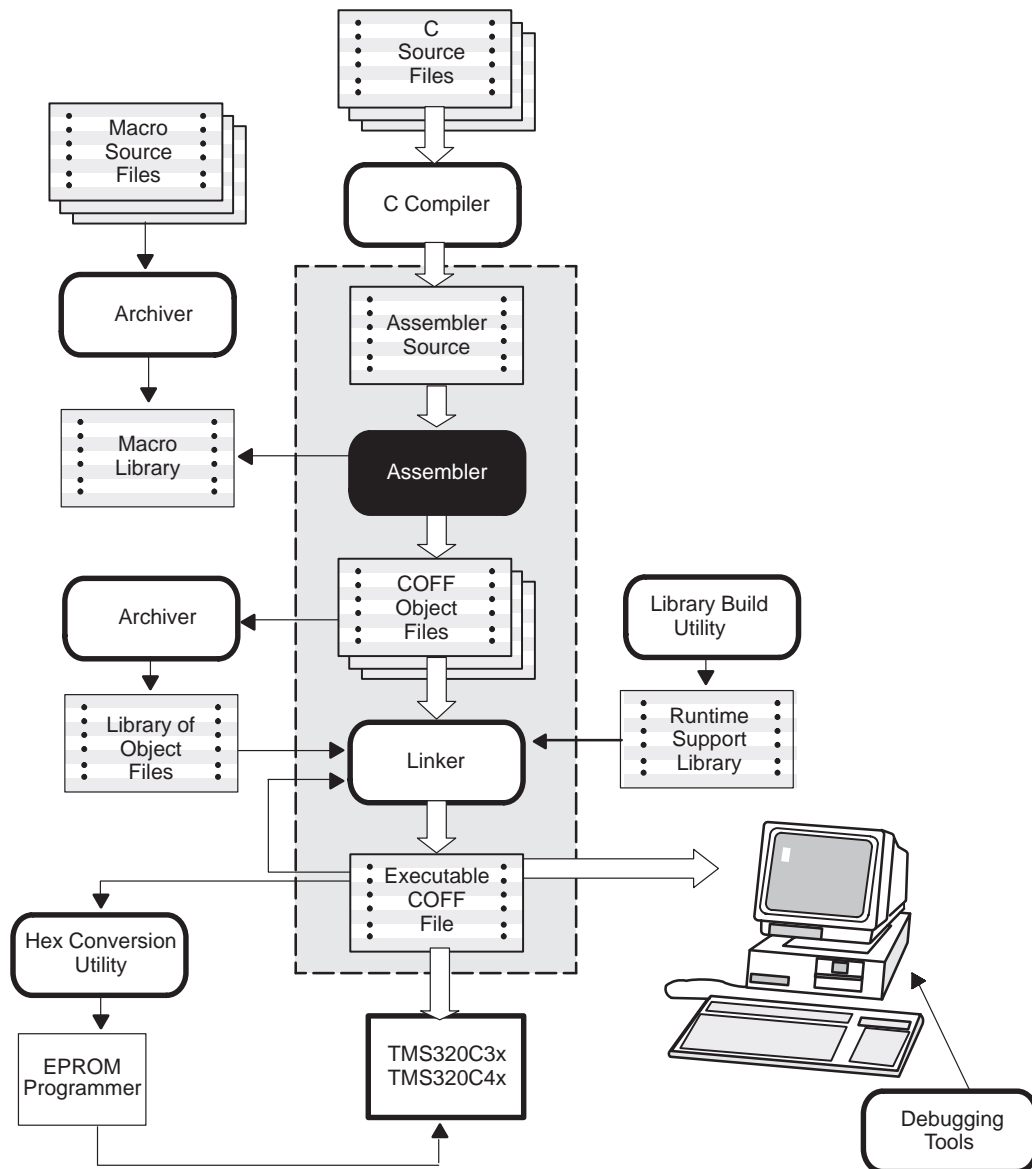 C
Source
Files
Macro
Source
Files
C Compiler
Archiver
Assembler
Source
Macro
Library
Assembler
COFF
Object
Files
Archiver
Library Build
Utility
Library of
Object
Files
Linker
Runtime
Support
Library
Executable
COFF
File
Hex Conversion
Utility
EPROM
Programmer
TMS320C3x
TMS320C4x
Debugging
Tools